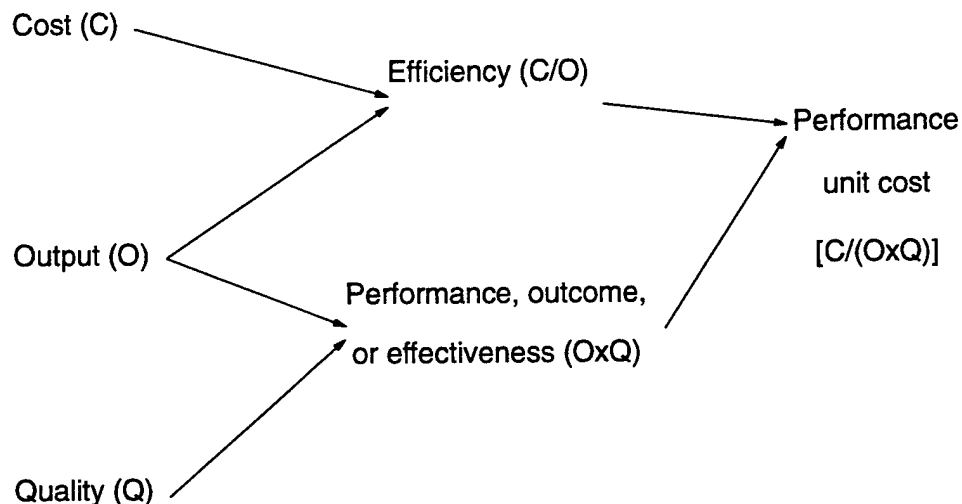 Cost (C)
Efficiency (C/O)
Performance
unit cost
[C/(OxQ)]
Output (O)
Performance, outcome,
or effectiveness (OxQ)
Quality (Q)